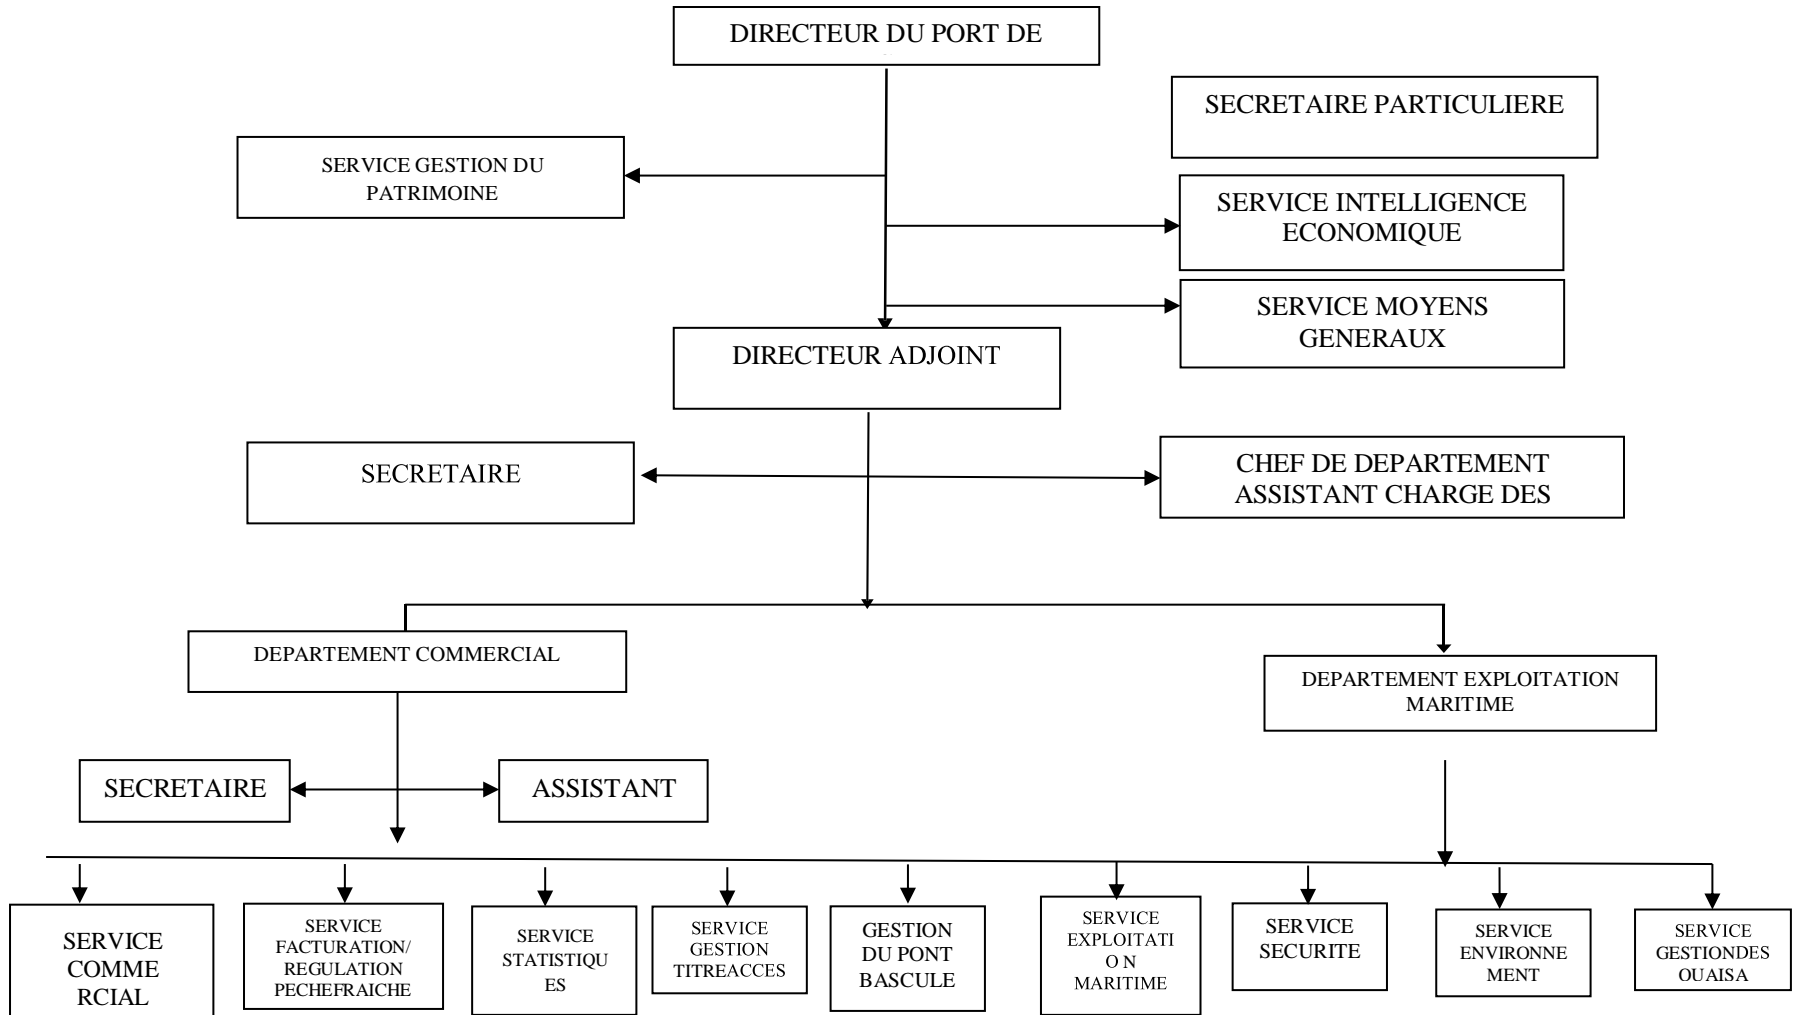 DIRECTEUR DU PORT DE
SECRETAIRE PARTICULIERE
SERVICE GESTION DU
PATRIMOINE
SERVICE INTELLIGENCE
ECONOMIQUE
SERVICE MOYENS
GENERAUX
DIRECTEUR ADJOINT
SECRETAIRE
CHEF DE DEPARTEMENT
ASSISTANT CHARGE DES
DEPARTEMENT COMMERCIAL
DEPARTEMENT EXPLOITATION
MARITIME
SECRETAIRE
ASSISTANT
SERVICE
COMME
RCIAL
SERVICE
FACTURATION/
REGULATION
PECHEFRAICHE
SERVICE
STATISTIQU
ES
SERVICE
GESTION
TITREACCES
GESTION
DU PONT
BASCULE
SERVICE
EXPLOITATI
O N
MARITIME
SERVICE
SECURITE
SERVICE
ENVIRONNE
MENT
SERVICE
GESTIONDES
QUAISA